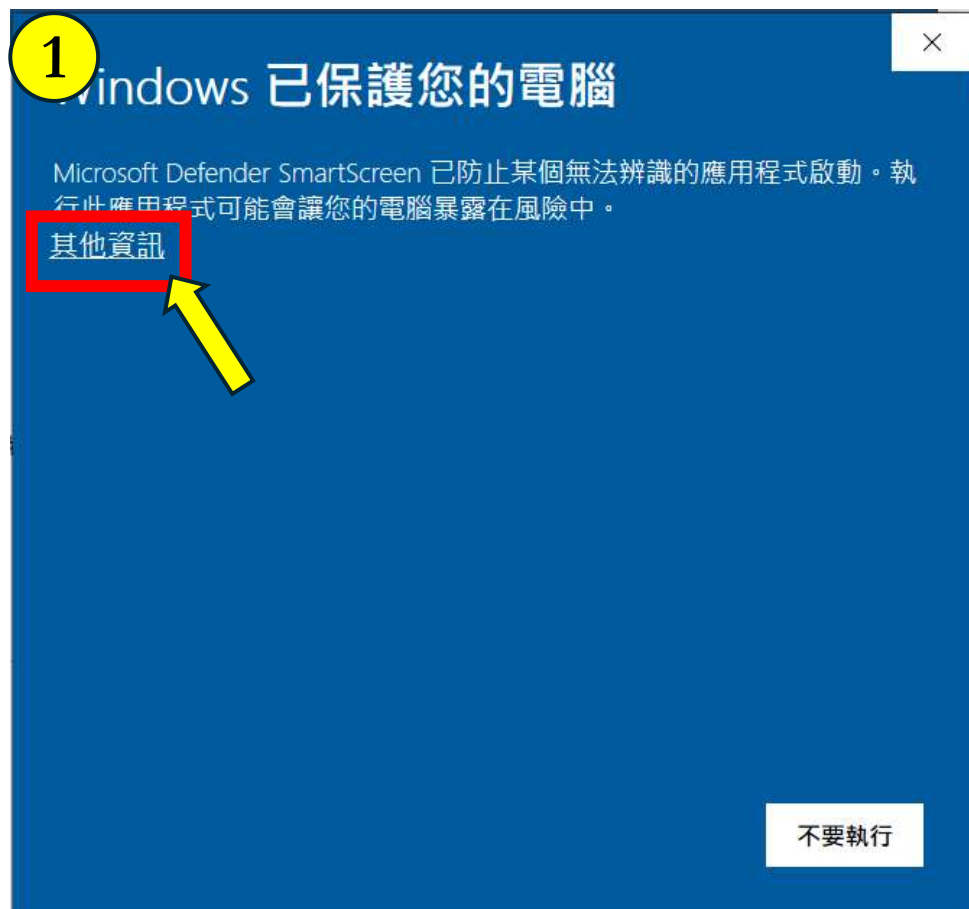 1
Windows 已保護您的電腦
Microsoft Defender SmartScreen 已防止某個無法辨識的應用程式啟動。執
行此應用程式可能會讓您的電腦暴露在風險中。
其他資訊
不要執行